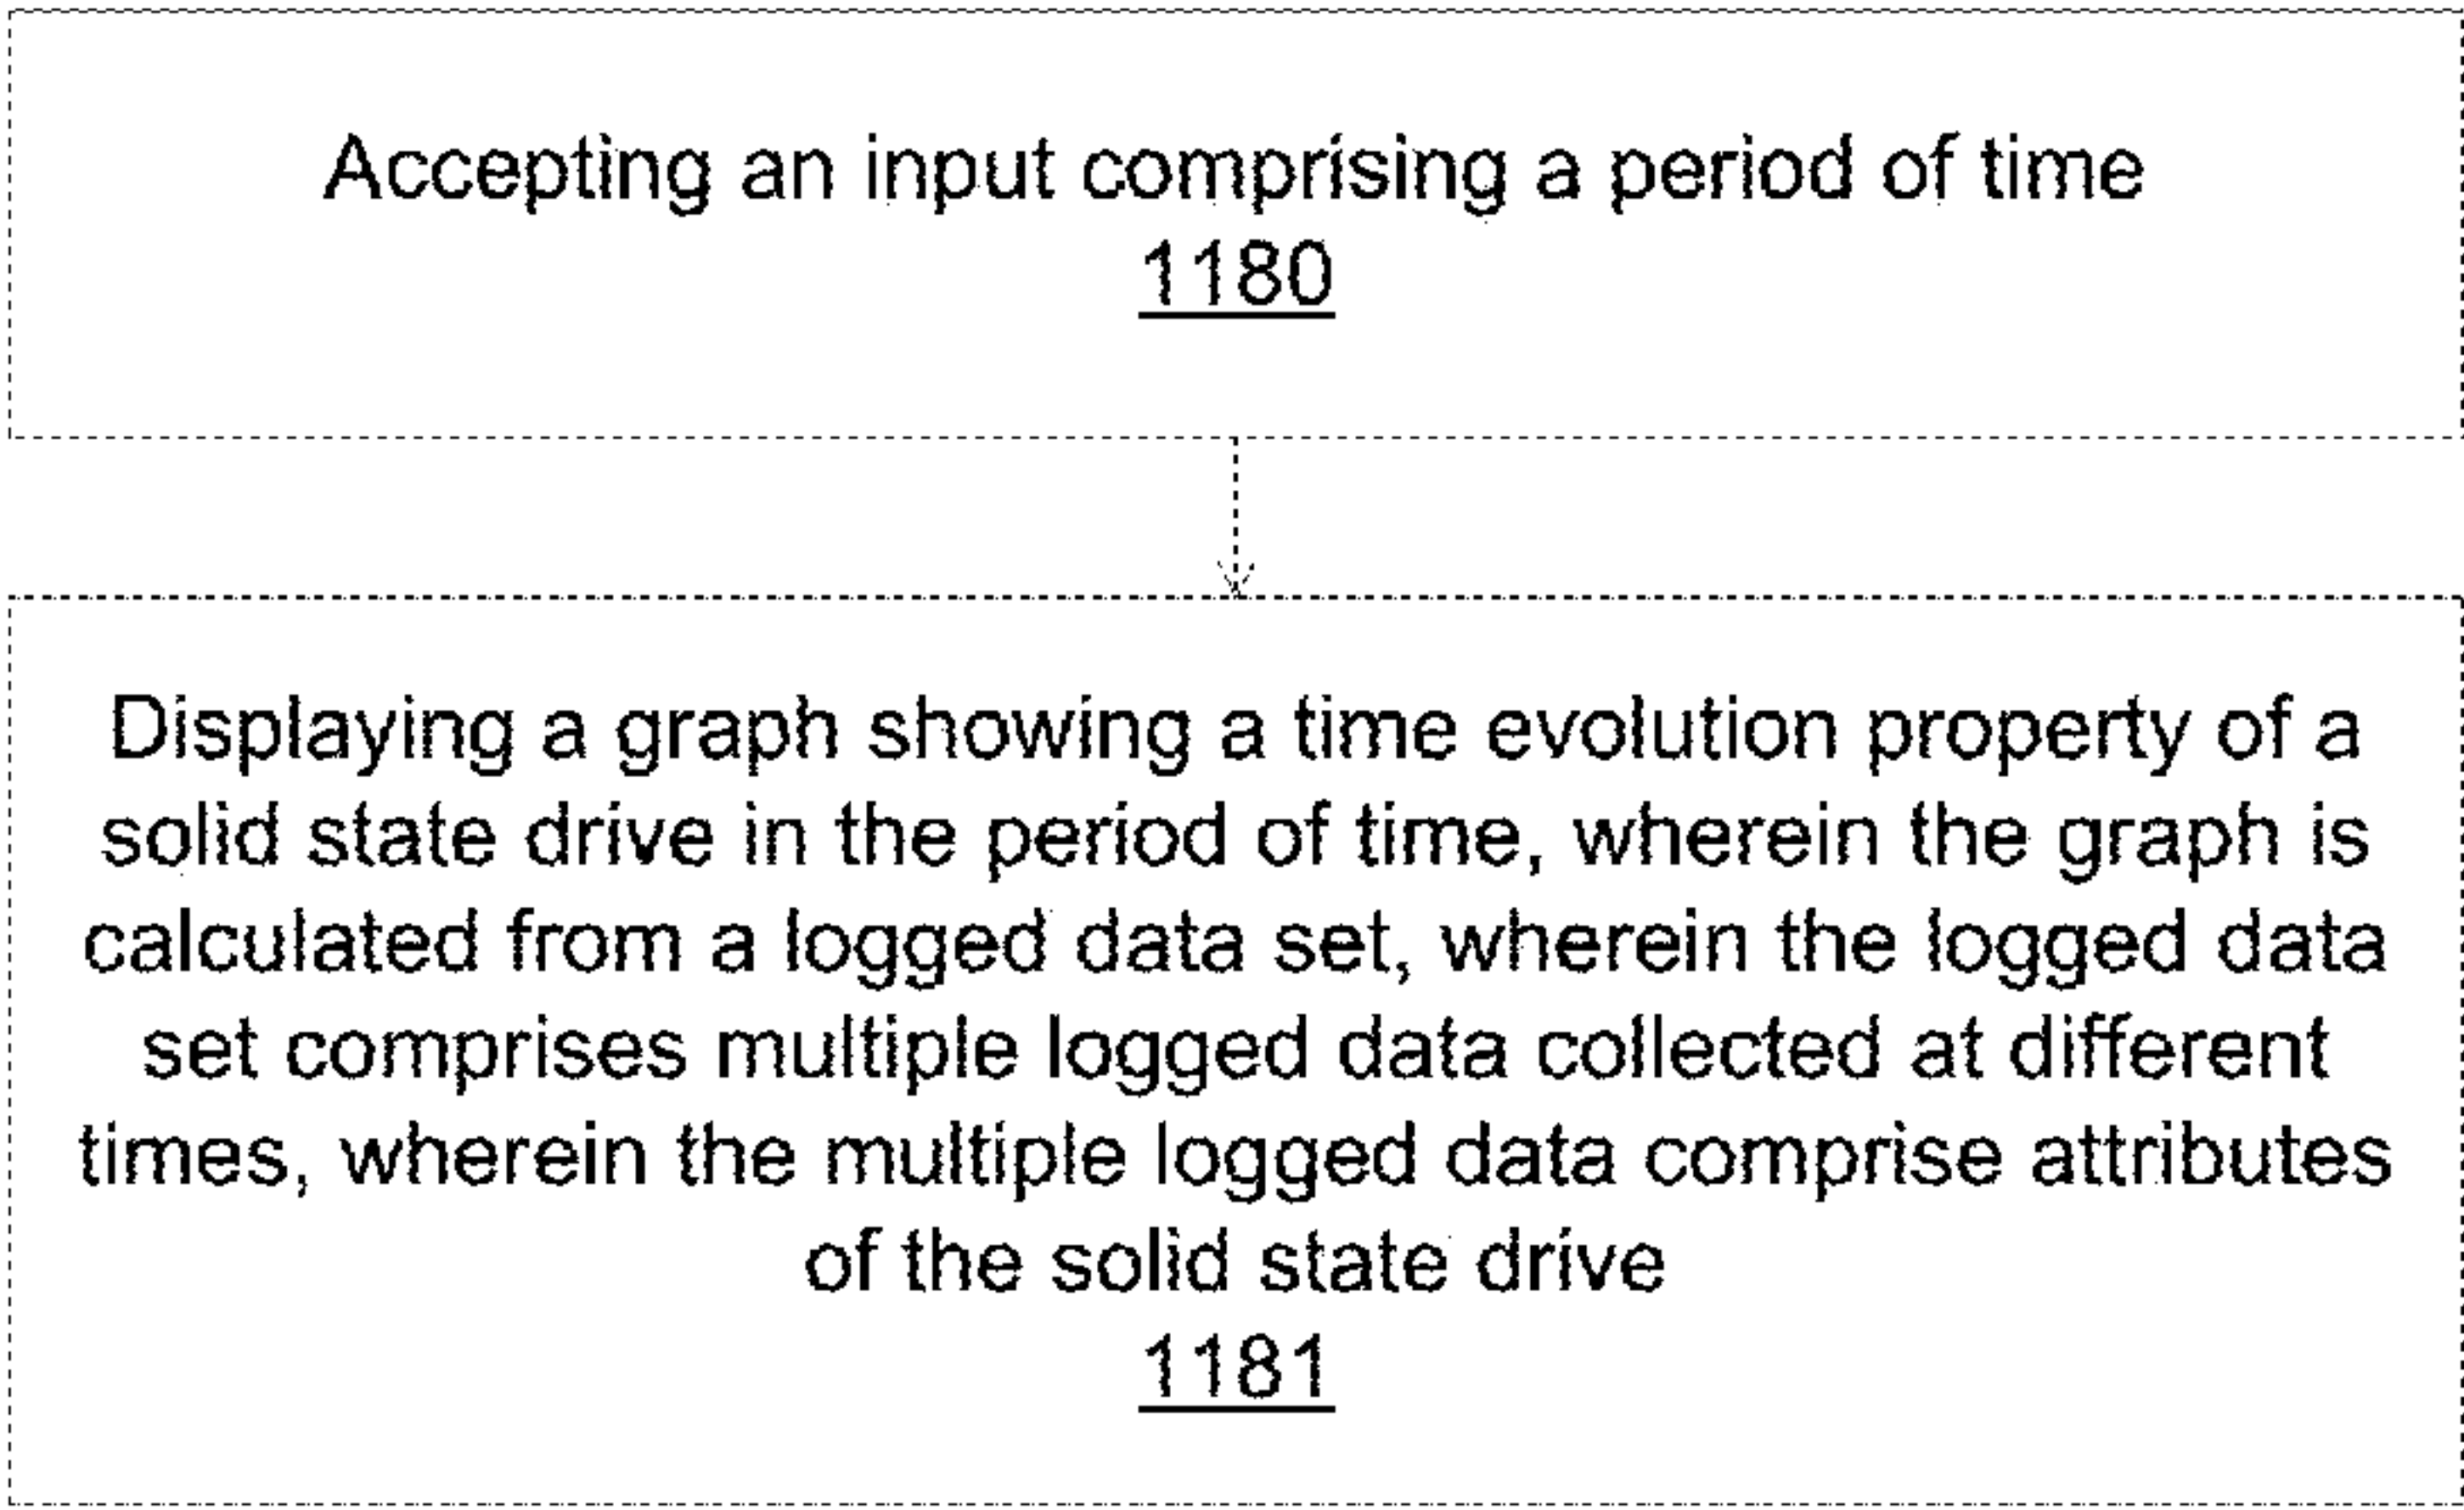 Accepting an input comprising a period of time
1180
Displaying a graph showing a time evolution property of a
solid state drive in the period of time, wherein the graph is
calculated from a logged data set, wherein the logged data
set comprises multiple logged data collected at different
times, wherein the multiple logged data comprise attributes
of the solid state drive
1181